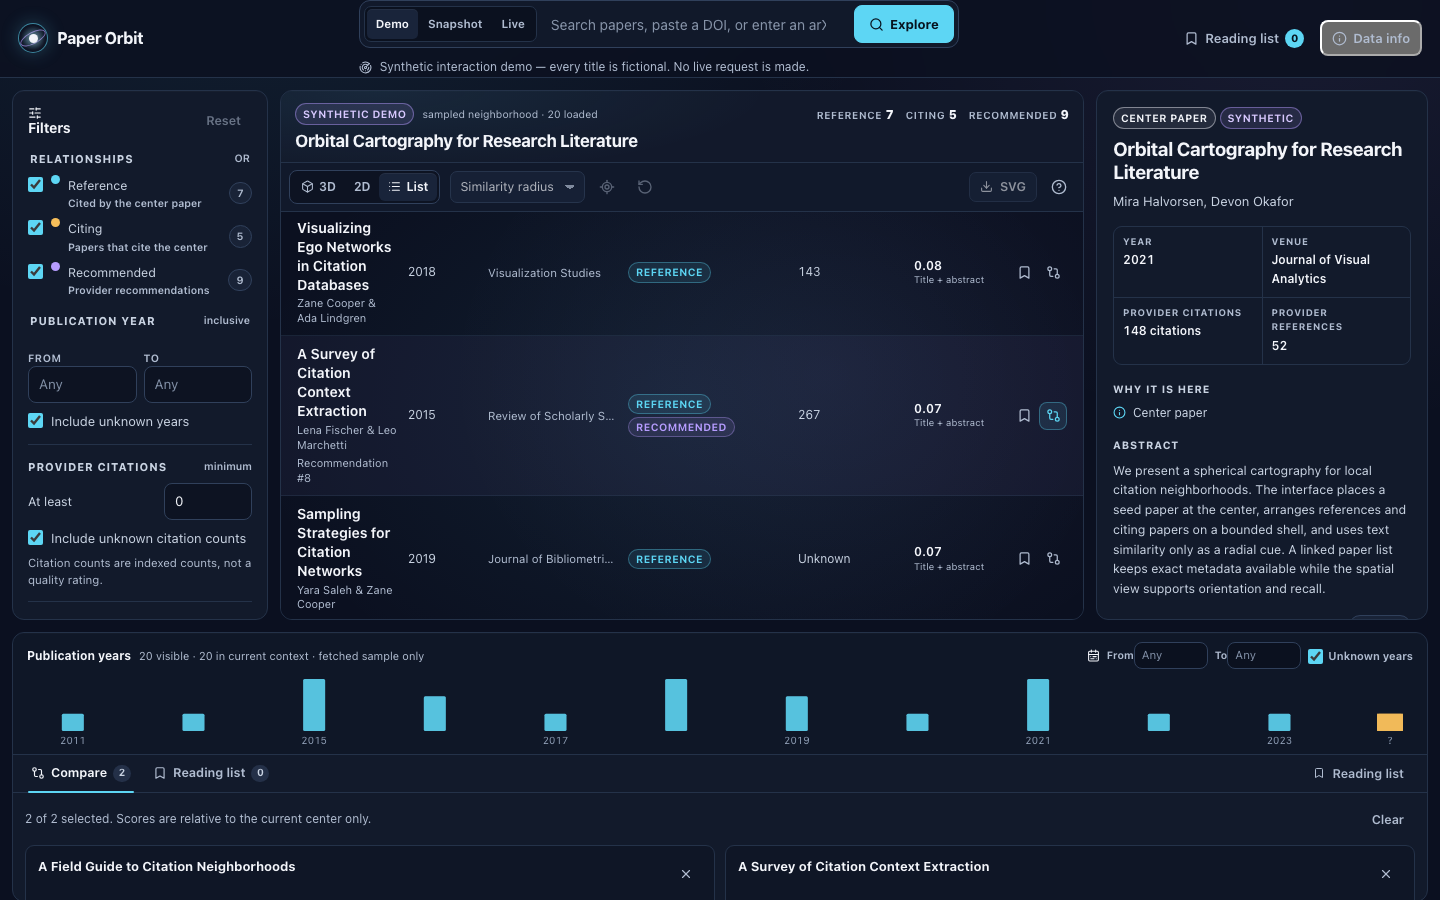 Paper Orbit
Demo Snapshot Live
Search papers, paste a DOI, or enter an ar
Explore
Synthetic interaction demo — every title is fictional. No live request is made.
Reading list 0
Data info
Filters
Reset
RELATIONSHIPS OR
Reference 7
Cited by the center paper
Citing 5
Papers that cite the center
Recommended 9
Provider recommendations
PUBLICATION YEAR inclusive
FROM TO
Any Any
Include unknown years
PROVIDER CITATIONS minimum
At least 0
Include unknown citation counts
Citation counts are indexed counts, not a
quality rating.
SYNTHETIC DEMO sampled neighborhood · 20 loaded
REFERENCE 7 CITING 5 RECOMMENDED 9
Orbital Cartography for Research Literature
3D 2D List Similarity radius SVG
Visualizing
Ego Networks
in Citation
Databases
Zane Cooper &
Ada Lindgren
2018 Visualization Studies REFERENCE 143 0.08
Title + abstract
A Survey of
Citation
Context
Extraction
Lena Fischer & Leo
Marchetti
Recommendation
#8
2015 Review of Scholarly S... REFERENCE 267 0.07
RECOMMENDED Title + abstract
Sampling
Strategies for
Citation
Networks
Yara Saleh & Zane
Cooper
2019 Journal of Bibliometri... REFERENCE Unknown 0.07
Title + abstract
CENTER PAPER SYNTHETIC
Orbital Cartography for Research
Literature
Mira Halvorsen, Devon Okafor
YEAR
2021
VENUE
Journal of Visual
Analytics
PROVIDER CITATIONS
148 citations
PROVIDER
REFERENCES
52
WHY IT IS HERE
Center paper
ABSTRACT
We present a spherical cartography for local
citation neighborhoods. The interface places a
seed paper at the center, arranges references and
citing papers on a bounded shell, and uses text
similarity only as a radial cue. A linked paper list
keeps exact metadata available while the spatial
view supports orientation and recall.
Publication years 20 visible · 20 in current context · fetched sample only
From Any To Any Unknown years
2011 2015 2017 2019 2021 2023 ?
Compare 2 Reading list 0
Reading list
2 of 2 selected. Scores are relative to the current center only.
Clear
A Field Guide to Citation Neighborhoods
A Survey of Citation Context Extraction